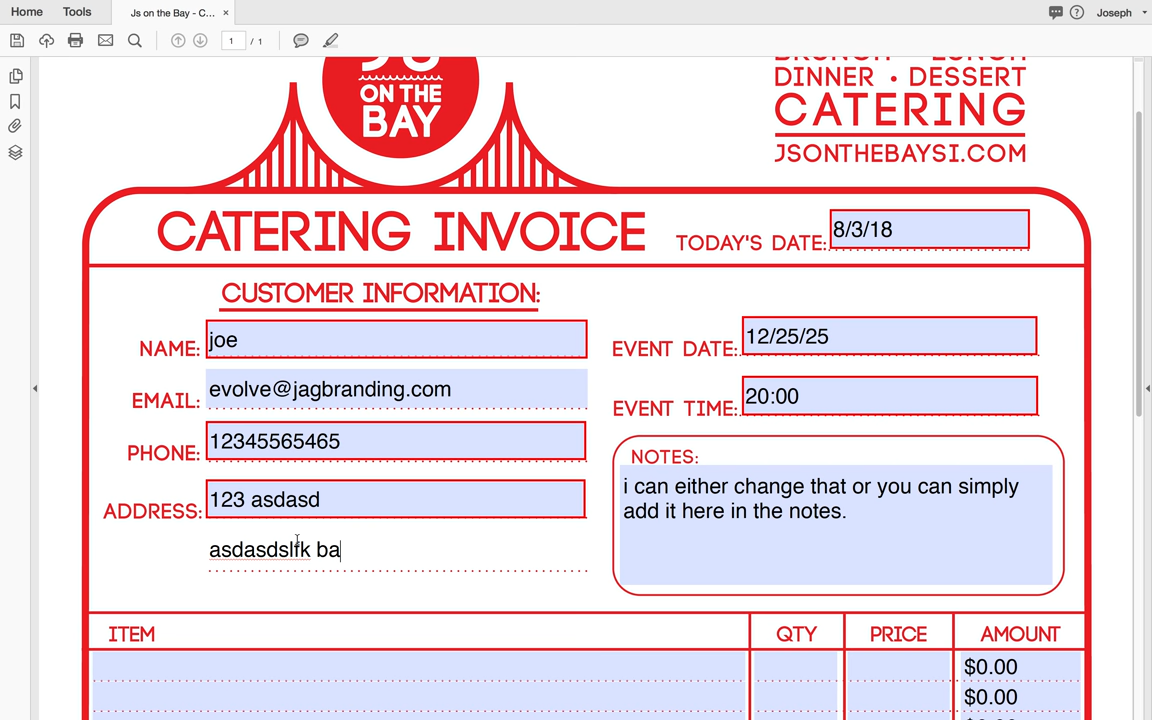 Home Tools Js on the Bay - C... × Joseph
1 / 1
ON THE
BAY
DINNER • DESSERT
CATERING
JSONTHEBAYSI.COM
CATERING INVOICE TODAY'S DATE: 8/3/18
CUSTOMER INFORMATION:
NAME: joe
EMAIL: evolve@jagbranding.com
PHONE: 12345565465
ADDRESS: 123 asdasd
asdasdslfk ba
EVENT DATE: 12/25/25
EVENT TIME: 20:00
NOTES:
i can either change that or you can simply
add it here in the notes.
ITEM QTY PRICE AMOUNT
$0.00
$0.00